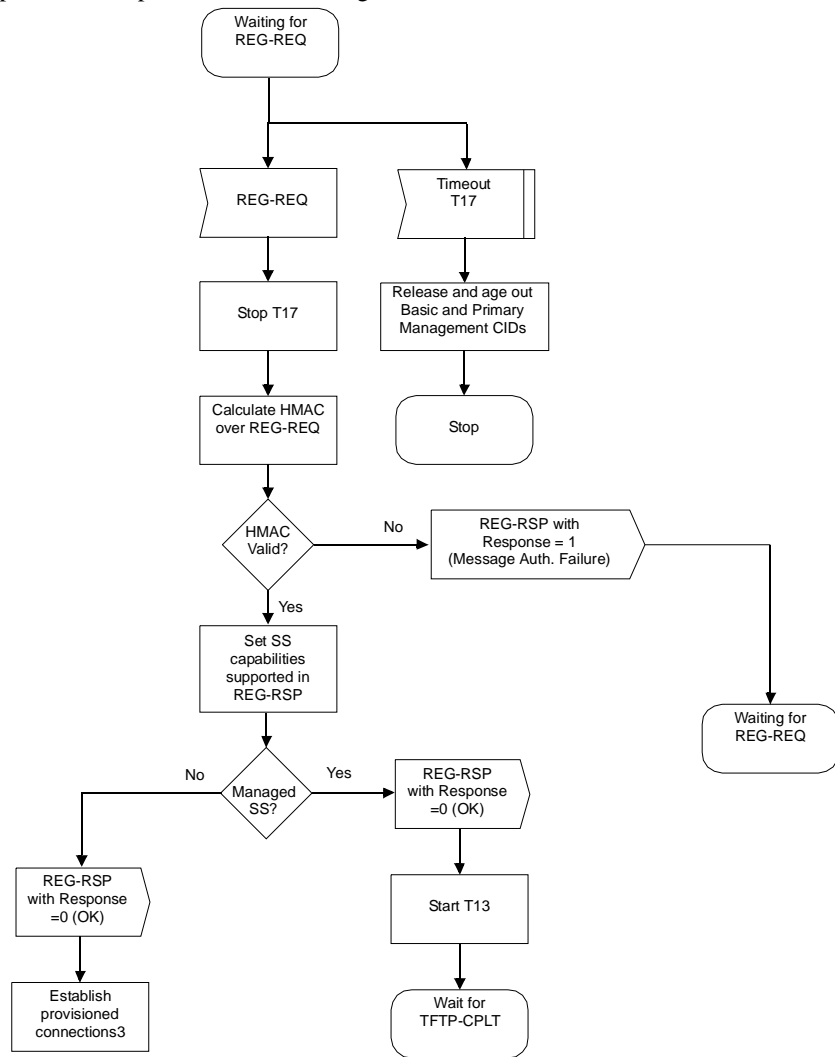 Waiting for
REG-REQ
REG-REQ
Timeout
T17
Stop T17
Release and age out
Basic and Primary
Management CIDs
Calculate HMAC
over REG-REQ
Stop
HMAC
Valid?
No
REG-RSP with
Response = 1
(Message Auth. Failure)
Yes
Set SS
capabilities
supported in
REG-RSP
Waiting for
REG-REQ
No
Managed
SS?
Yes
REG-RSP
with Response
=0 (OK)
REG-RSP
with Response
=0 (OK)
Start T13
Establish
provisioned
connections3
Wait for
TFTP-CPLT